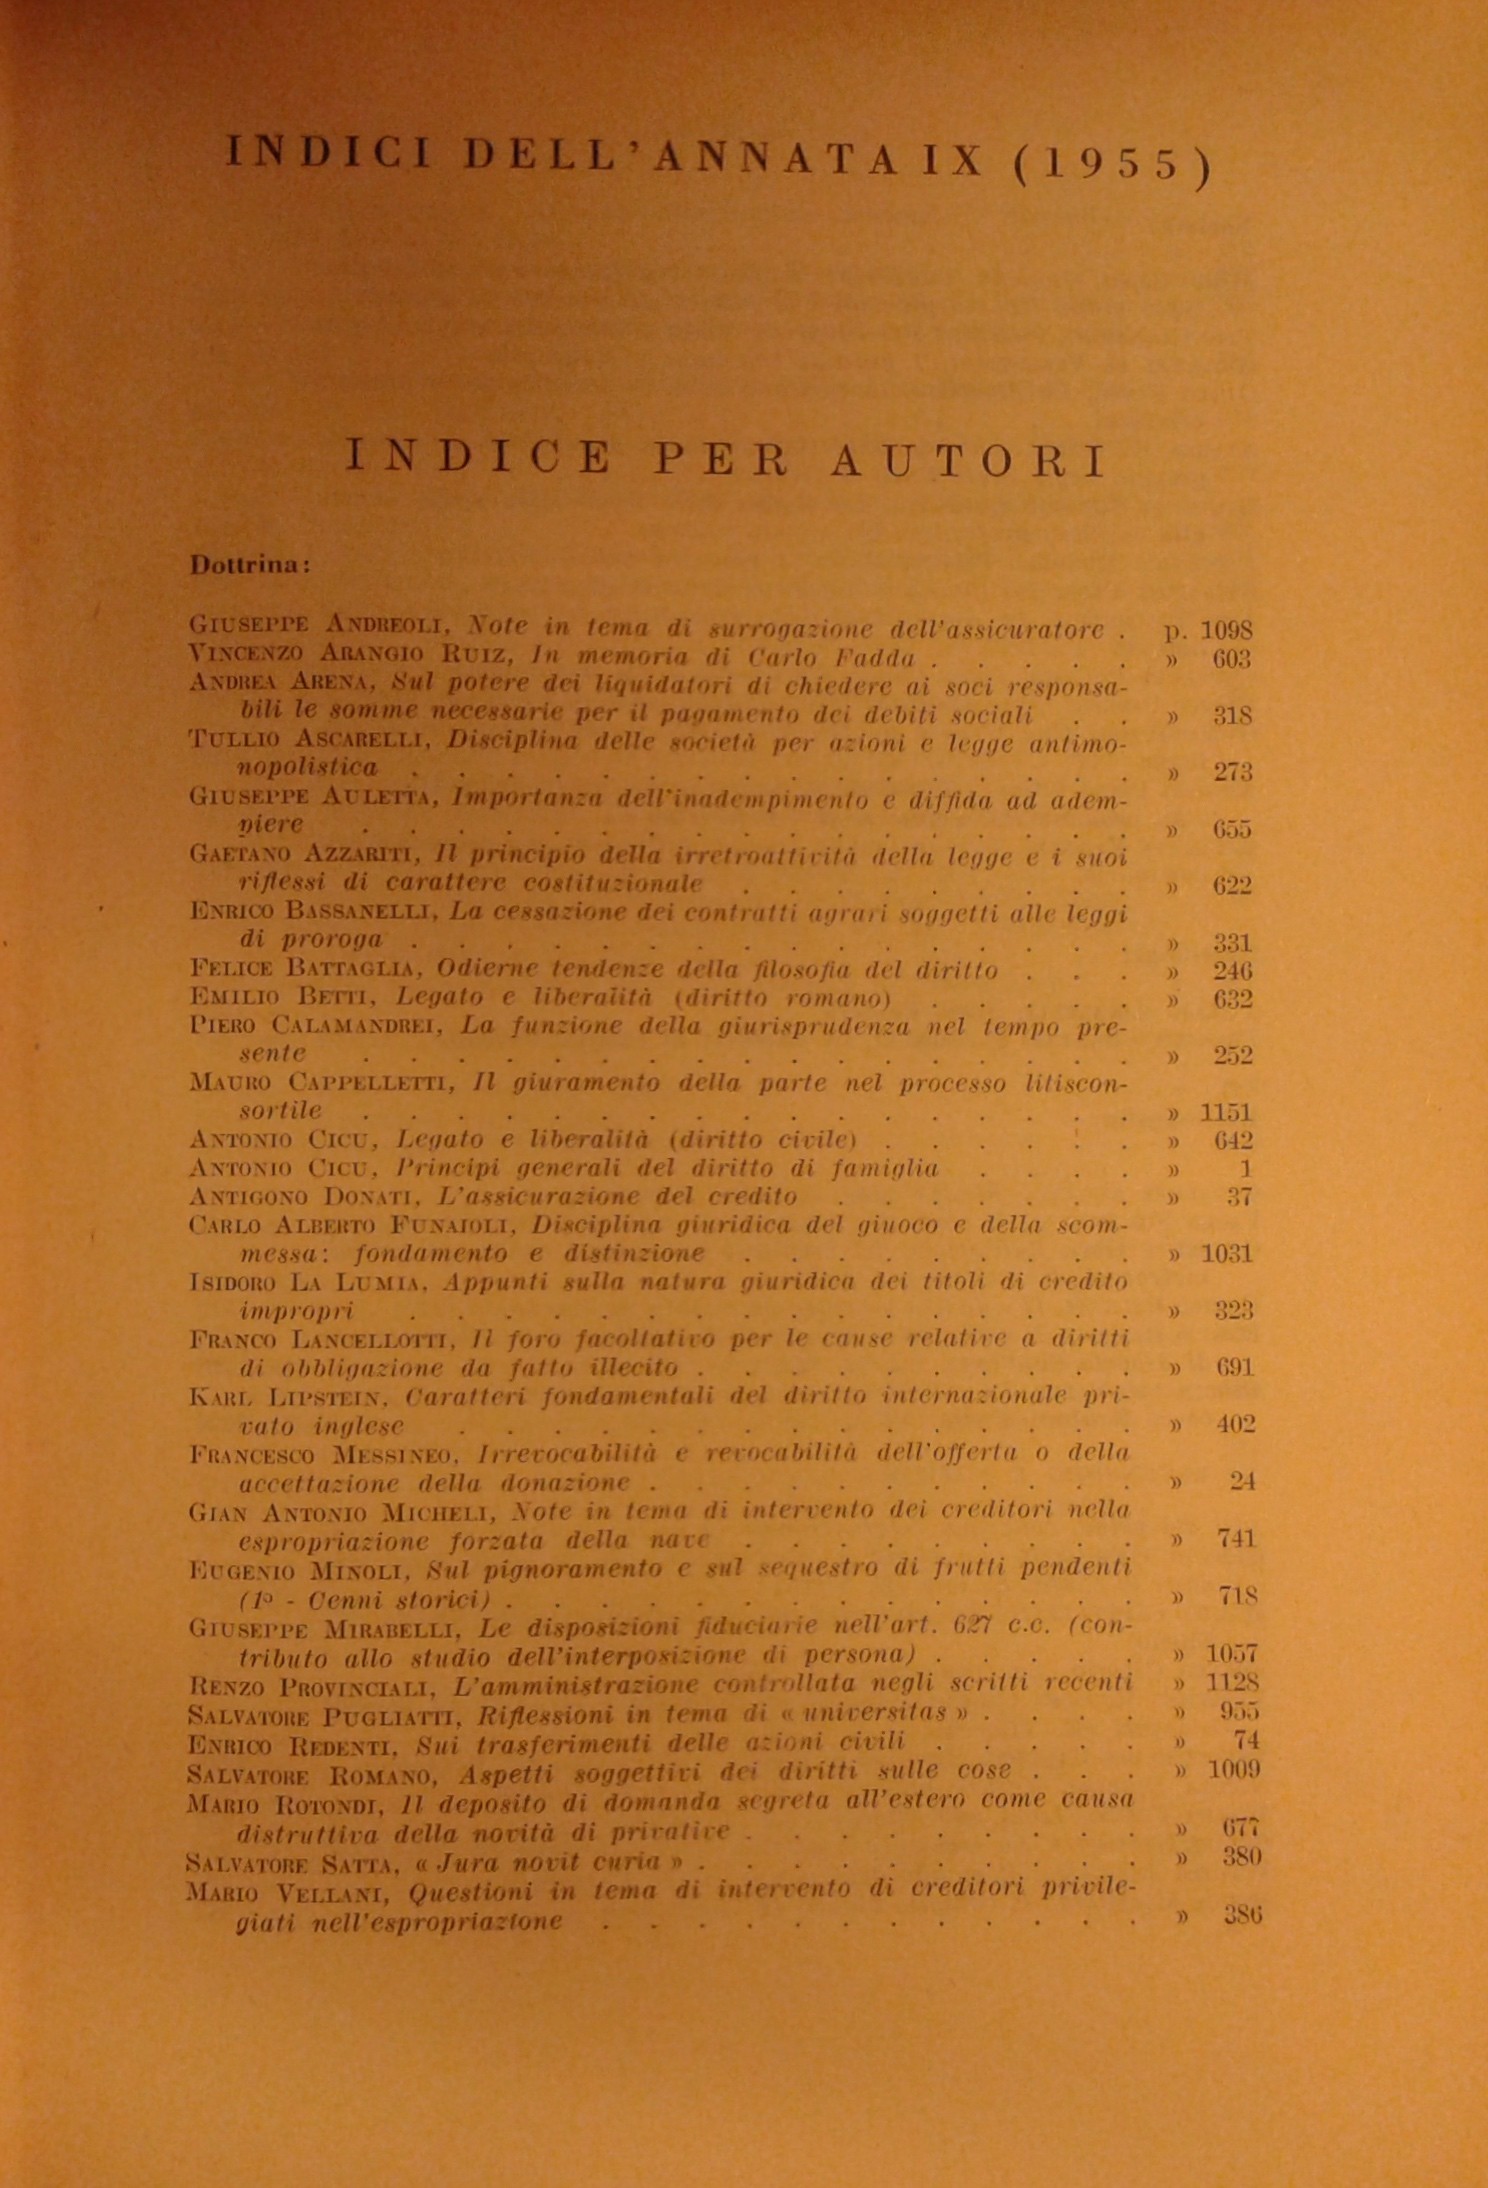 INDICI DELL'ANNATA IX (1955)
INDICE PER AUTORI
Dottrina:
GIUSEPPE ANDREOLI, Note in tema di surrogazione dell'assicuratore . p. 1098
VINCENZO ARANGIO RUIZ, In memoria di Carlo Fadda . . . . . » 603
ANDREA ARENA, Sul potere dei liquidatori di chiedere ai soci responsa-
bili le somme necessarie per il pagamento dei debiti sociali . . » 318
TULLIO ASCARELLI, Disciplina delle società per azioni e legge antimo-
nopolistica . . . . . . . . . . . . . . . . » 273
GIUSEPPE AULETTA, Importanza dell'inadempimento e diffida ad adem-
piere . . . . . . . . . . . . . . . . . » 655
GAETANO AZZARITI, Il principio della irretroattività della legge e i suoi
riflessi di carattere costituzionale . . . . . . . . . » 622
ENRICO BASSANELLI, La cessazione dei contratti agrari soggetti alle leggi
di proroga . . . . . . . . . . . . . . . . » 331
FELICE BATTAGLIA, Odierne tendenze della filosofia del diritto . . . » 246
EMILIO BETTI, Legato e liberalità (diritto romano) . . . . . » 632
PIERO CALAMANDREI, La funzione della giurisprudenza nel tempo pre-
sente . . . . . . . . . . . . . . . . . » 252
MAURO CAPPELLETTI, Il giuramento della parte nel processo litiscon-
sortile . . . . . . . . . . . . . . . . . » 1151
ANTONIO CICU, Legato e liberalità (diritto civile) . . . . . . » 642
ANTONIO CICU, Principi generali del diritto di famiglia . . . . » 1
ANTIGONO DONATI, L'assicurazione del credito . . . . . . . » 37
CARLO ALBERTO FUNAIOLI, Disciplina giuridica del giuoco e della scom-
messa: fondamento e distinzione . . . . . . . . . » 1031
ISIDORO LA LUMIA, Appunti sulla natura giuridica dei titoli di credito
impropri . . . . . . . . . . . . . . . . » 323
FRANCO LANCELLOTTI, Il foro facoltativo per le cause relative a diritti
di obbligazione da fatto illecito . . . . . . . . . . » 691
KARL LIPSTEIN, Caratteri fondamentali del diritto internazionale pri-
vato inglese . . . . . . . . . . . . . . . » 402
FRANCESCO MESSINEO, Irrevocabilità e revocabilità dell'offerta o della
accettazione della donazione . . . . . . . . . . . » 24
GIAN ANTONIO MICHELI, Note in tema di intervento dei creditori nella
espropriazione forzata della nave . . . . . . . . . » 741
EUGENIO MINOLI, Sul pignoramento e sul sequestro di frutti pendenti
(1º - Cenni storici) . . . . . . . . . . . . . . » 718
GIUSEPPE MIRABELLI, Le disposizioni fiduciarie nell'art. 627 c.c. (con-
tributo allo studio dell'interposizione di persona) . . . . . » 1057
RENZO PROVINCIALI, L'amministrazione controllata negli scritti recenti » 1128
SALVATORE PUGLIATTI, Riflessioni in tema di « universitas » . . . . » 955
ENRICO REDENTI, Sui trasferimenti delle azioni civili . . . . . » 74
SALVATORE ROMANO, Aspetti soggettivi dei diritti sulle cose . . . » 1009
MARIO ROTONDI, Il deposito di domanda segreta all'estero come causa
distruttiva della novità di privative . . . . . . . . . » 677
SALVATORE SATTA, « Jura novit curia » . . . . . . . . . . » 380
MARIO VELLANI, Questioni in tema di intervento di creditori privile-
giati nell'espropriazione . . . . . . . . . . . . » 386